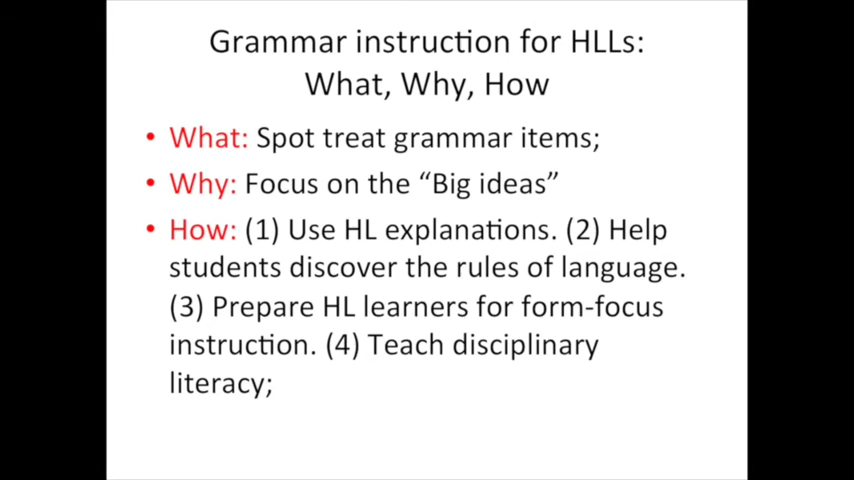 Grammar instruction for HLLs:
What, Why, How
• What: Spot treat grammar items;
• Why: Focus on the “Big ideas”
• How: (1) Use HL explanations. (2) Help
students discover the rules of language.
(3) Prepare HL learners for form-focus
instruction. (4) Teach disciplinary
literacy;